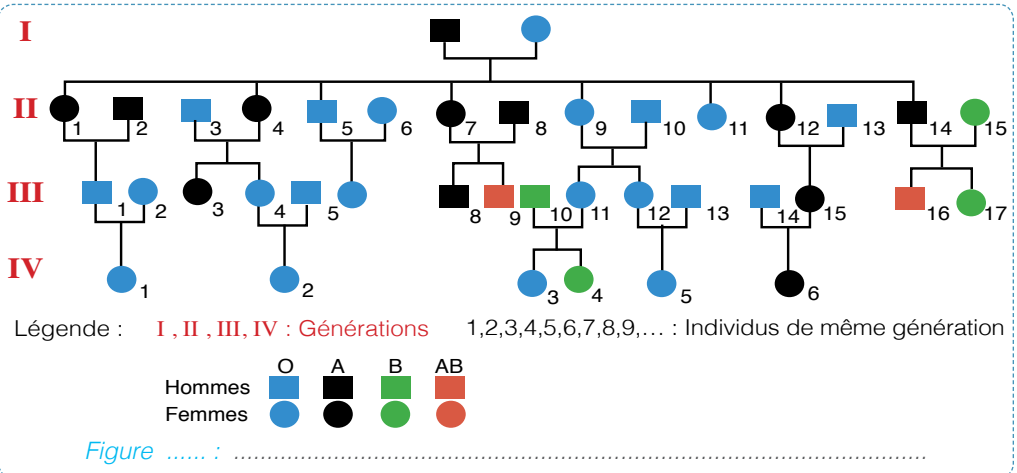 I
II 1 2 3 4 5 6 7 8 9 10 11 12 13 14 15
III 1 2 3 4 5 8 9 10 11 12 13 14 15 16 17
IV 1 2 3 4 5 6
Légende : I , II , III, IV : Générations 1,2,3,4,5,6,7,8,9,... : Individus de même génération
O A B AB
Hommes
Femmes
Figure ...... : ........................................................................................................